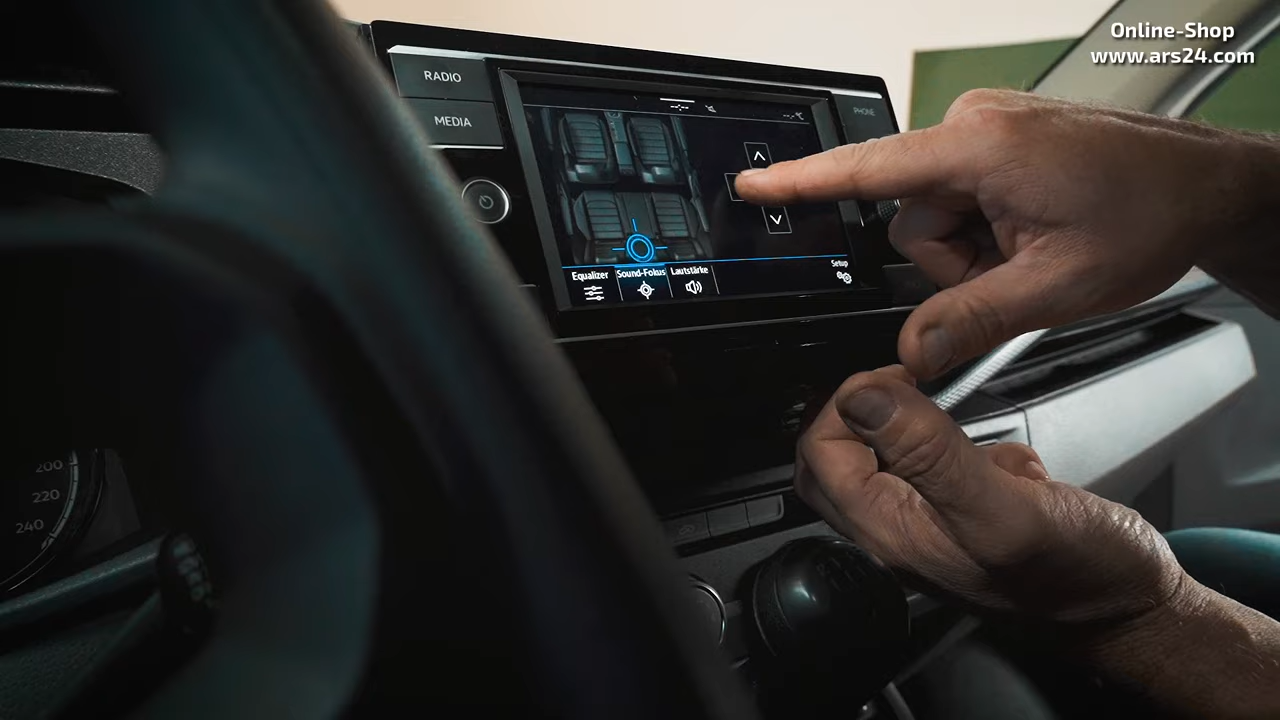 Online-Shop
www.ars24.com
RADIO
MEDIA
PHONE
--:--
--,-°C
Equalizer
Sound-Fokus
Lautstärke
Setup
200
220
240